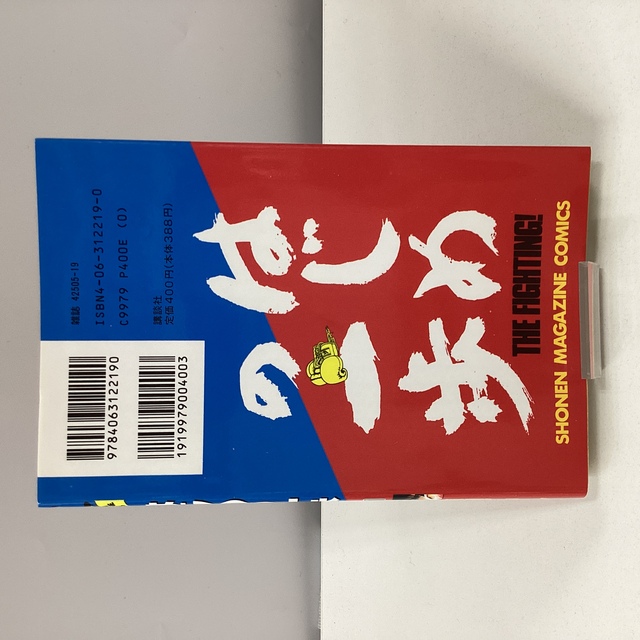 はじめ
の一歩
THE FIGHTING!
SHONEN MAGAZINE COMICS
雑誌 42505-19
ISBN4-06-312219-0
C9979 P400E (0)
講談社
定価400円(本体388円)
9784063122190
1919979004003